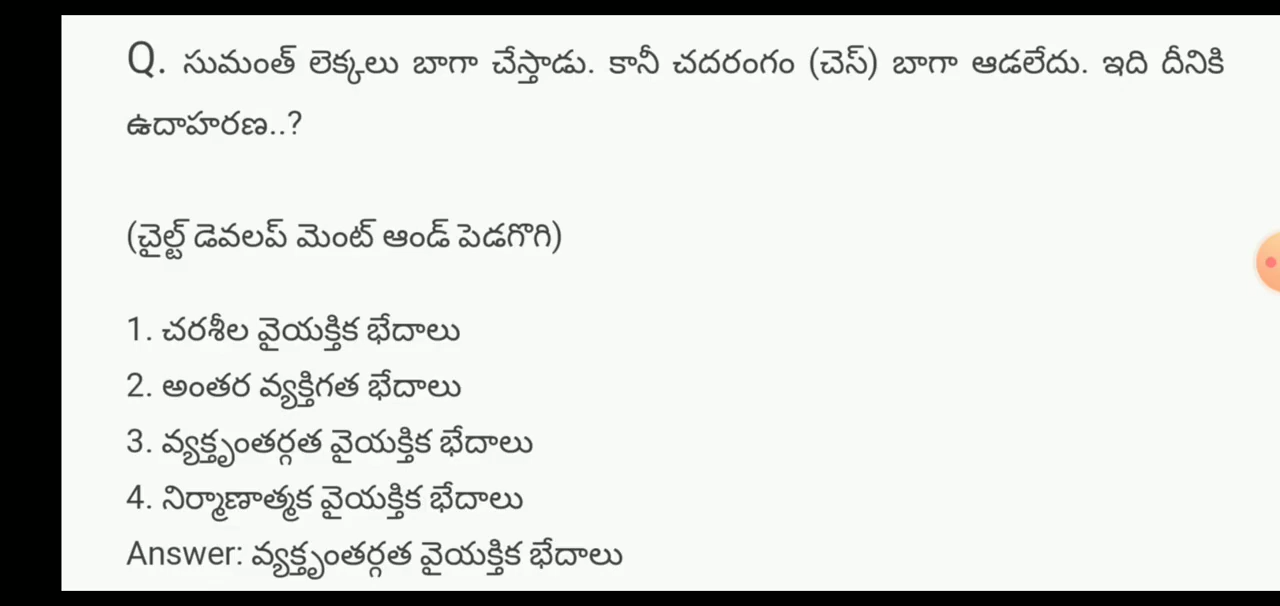 Q. సుమంత్ లెక్కలు బాగా చేస్తాడు. కానీ చదరంగం (చెస్) బాగా ఆడలేదు. ఇది దీనికి
ఉదాహరణ..?
(చైల్డ్ డెవలప్ మెంట్ ఆండ్ పెడగొగి)
1. చరశీల వైయక్తిక భేదాలు
2. అంతర వ్యక్తిగత భేదాలు
3. వ్యక్తృంతర్గత వైయక్తిక భేదాలు
4. నిర్మాణాత్మక వైయక్తిక భేదాలు
Answer: వ్యక్తృంతర్గత వైయక్తిక భేదాలు